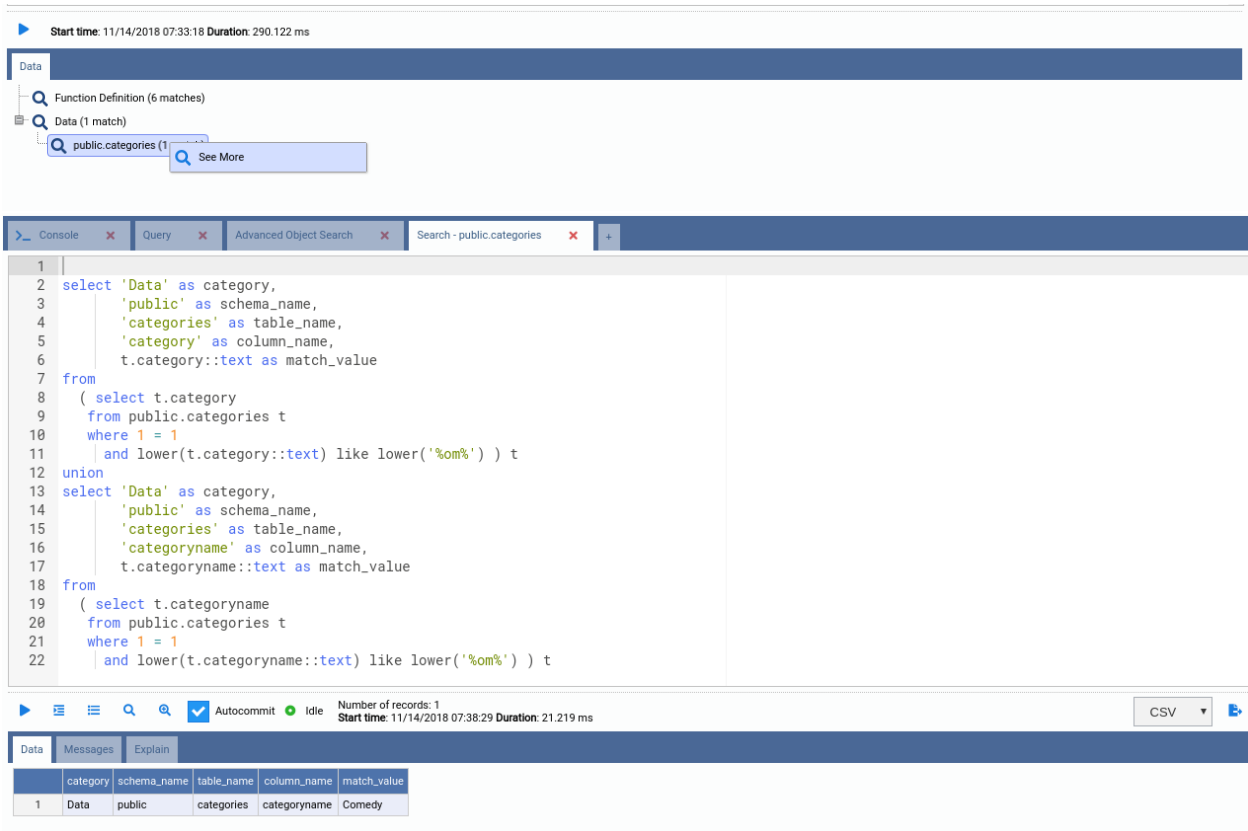 Start time: 11/14/2018 07:33:18 Duration: 290.122 ms
Data
Function Definition (6 matches)
Data (1 match)
public.categories (1
See More
Console
Query
Advanced Object Search
Search - public.categories
+
1
2 select 'Data' as category,
3 'public' as schema_name,
4 'categories' as table_name,
5 'category' as column_name,
6 t.category::text as match_value
7 from
8 ( select t.category
9 from public.categories t
10 where 1 = 1
11 and lower(t.category::text) like lower('%om%') ) t
12 union
13 select 'Data' as category,
14 'public' as schema_name,
15 'categories' as table_name,
16 'categoryname' as column_name,
17 t.categoryname::text as match_value
18 from
19 ( select t.categoryname
20 from public.categories t
21 where 1 = 1
22 and lower(t.categoryname::text) like lower('%om%') ) t
Autocommit Idle
Number of records: 1
Start time: 11/14/2018 07:38:29 Duration: 21.219 ms
CSV
Data Messages Explain
category schema_name table_name column_name match_value
1 Data public categories categoryname Comedy